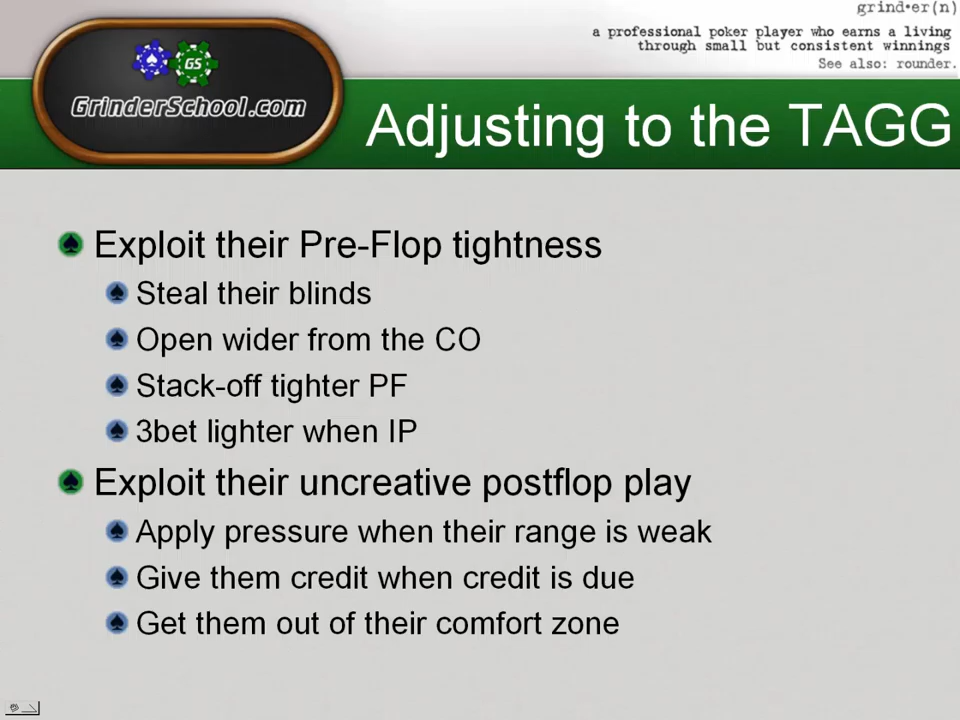 grind•er(n)
a professional poker player who earns a living
through small but consistent winnings
See also: rounder.
GS
GrinderSchool.com
Adjusting to the TAGG
Exploit their Pre-Flop tightness
Steal their blinds
Open wider from the CO
Stack-off tighter PF
3bet lighter when IP
Exploit their uncreative postflop play
Apply pressure when their range is weak
Give them credit when credit is due
Get them out of their comfort zone